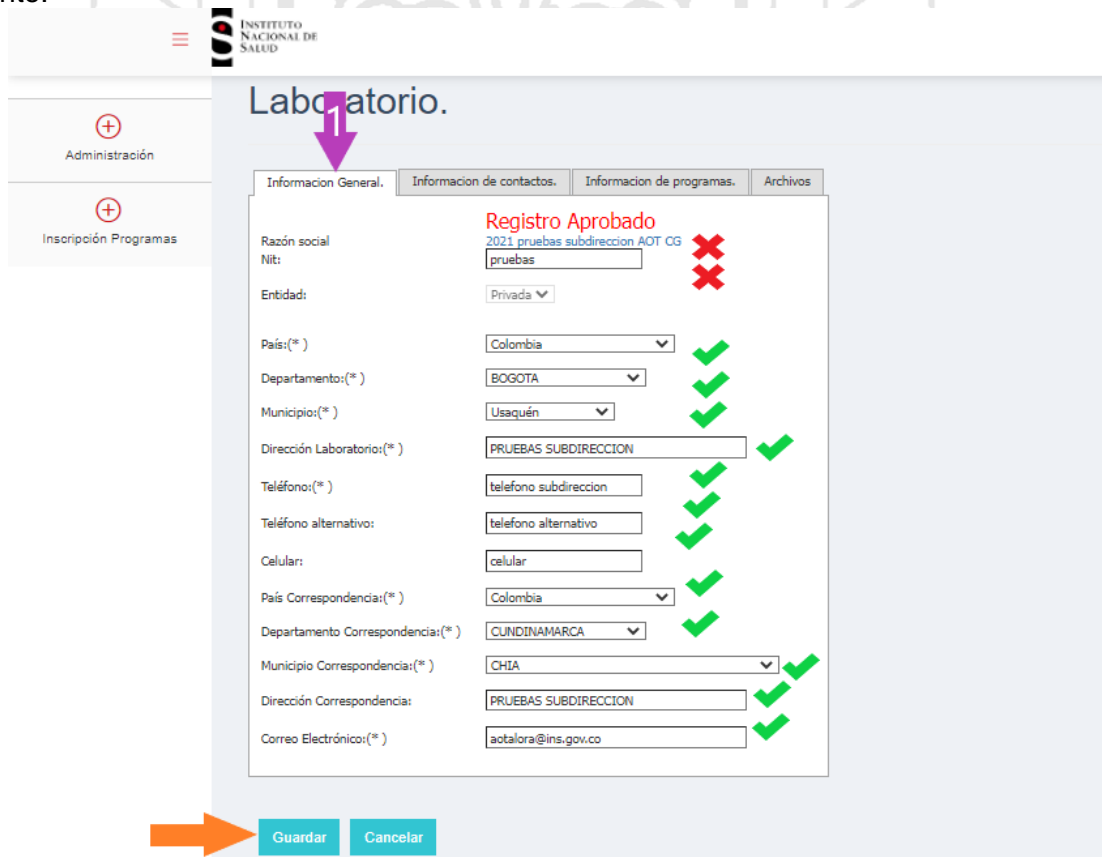 INSTITUTO
NACIONAL DE
SALUD
Laboratorio.
1
Administración
Inscripción Programas
Informacion General. Informacion de contactos. Informacion de programas. Archivos
Registro Aprobado
Razón social 2021 pruebas subdireccion AOT CG
Nit: pruebas
Entidad: Privada
País:(* ) Colombia
Departamento:(* ) BOGOTA
Municipio:(* ) Usaquén
Dirección Laboratorio:(* ) PRUEBAS SUBDIRECCION
Teléfono:(* ) telefono subdireccion
Teléfono alternativo: telefono alternativo
Celular: celular
País Correspondencia:(* ) Colombia
Departamento Correspondencia:(* ) CUNDINAMARCA
Municipio Correspondencia:(* ) CHIA
Dirección Correspondencia: PRUEBAS SUBDIRECCION
Correo Electrónico:(* ) aotalora@ins.gov.co
Guardar Cancelar